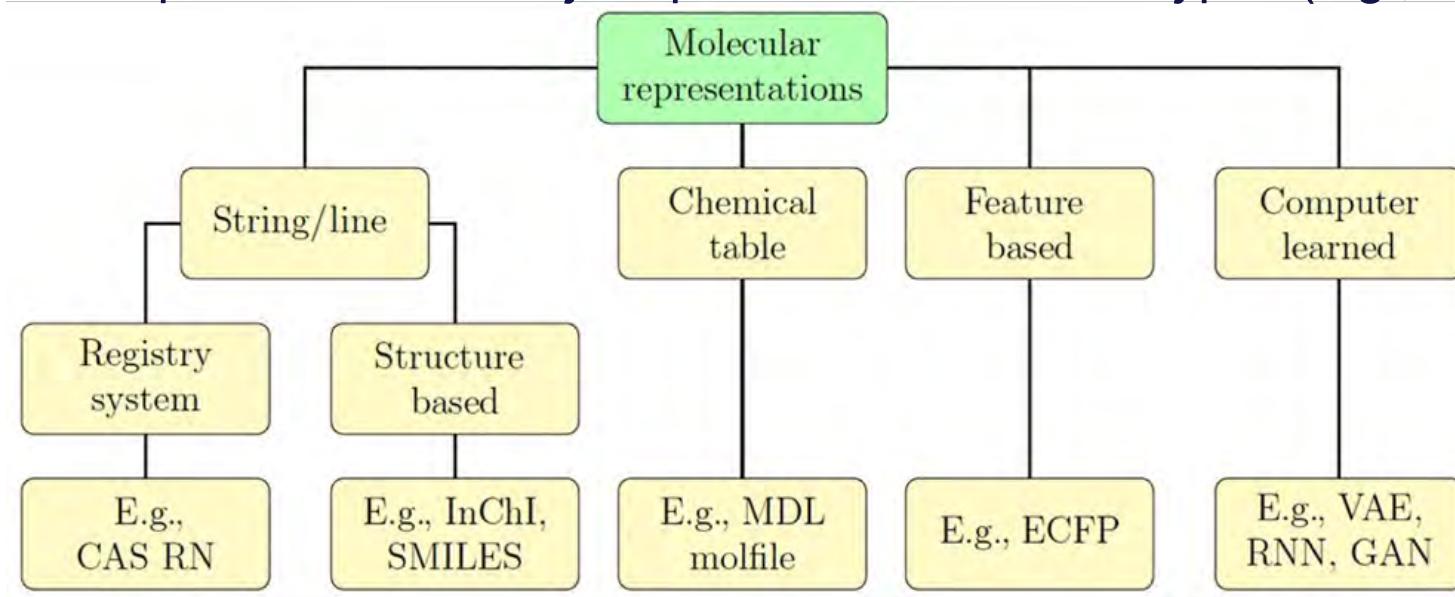 Molecular
representations
String/line
Chemical
table
Feature
based
Computer
learned
Registry
system
Structure
based
E.g.,
CAS RN
E.g., InChI,
SMILES
E.g., MDL
molfile
E.g., ECFP
E.g., VAE,
RNN, GAN